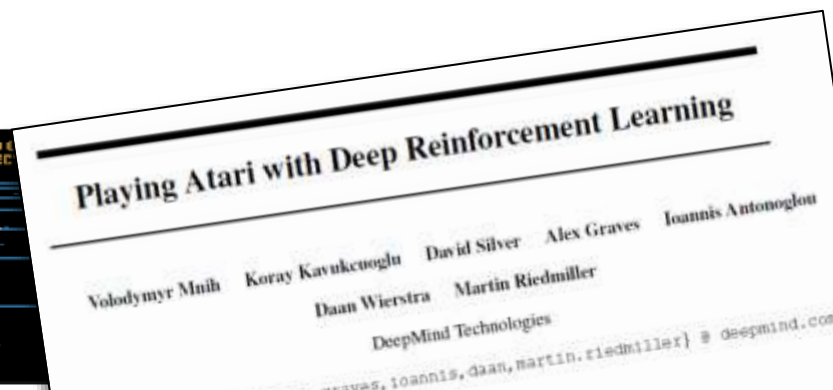 Playing Atari with Deep Reinforcement Learning
Volodymyr Mnih Koray Kavukcuoglu David Silver Alex Graves Ioannis Antonoglou
Daan Wierstra Martin Riedmiller
DeepMind Technologies
graves,ioannis,daan,martin.riedmiller} @ deepmind.com